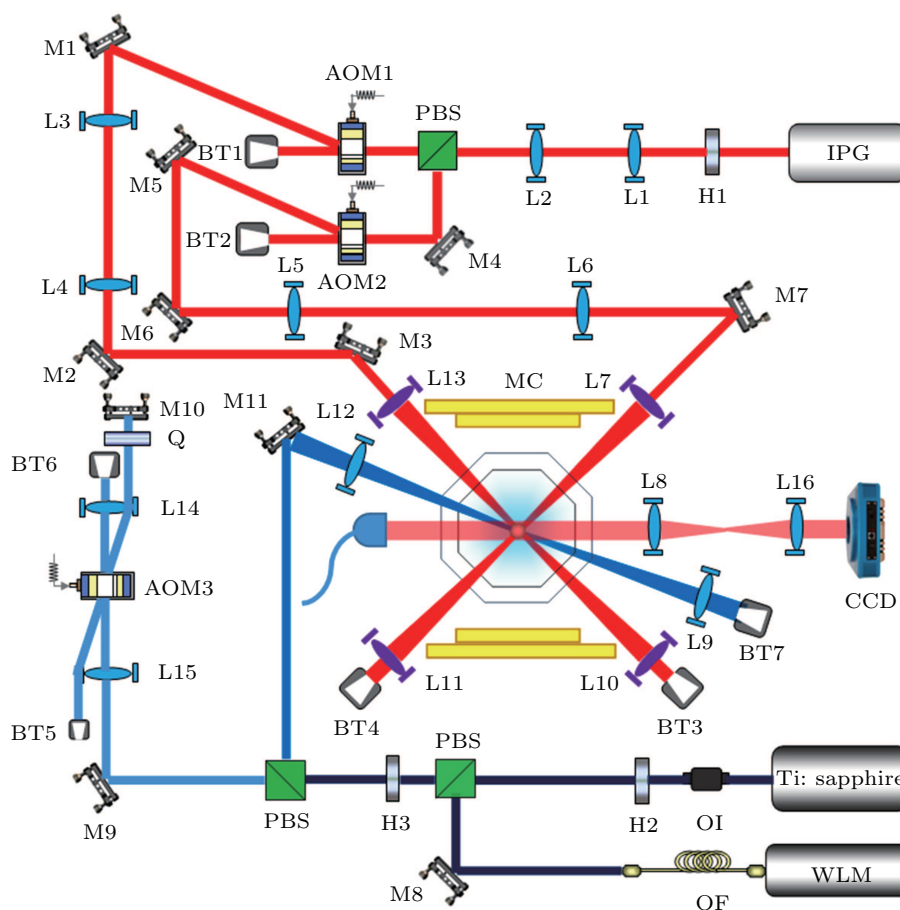 M1
AOM1
PBS
L3
BT1
IPG
M5
L2
L1
H1
BT2
M4
AOM2
L5
L6
L4
M7
M6
M3
M2
L13
MC
L7
M10
M11
L12
Q
BT6
L14
L8
L16
AOM3
CCD
L9
BT7
L15
L11
L10
BT5
BT4
BT3
PBS
Ti: sapphire
M9
PBS
H3
H2
OI
M8
WLM
OF